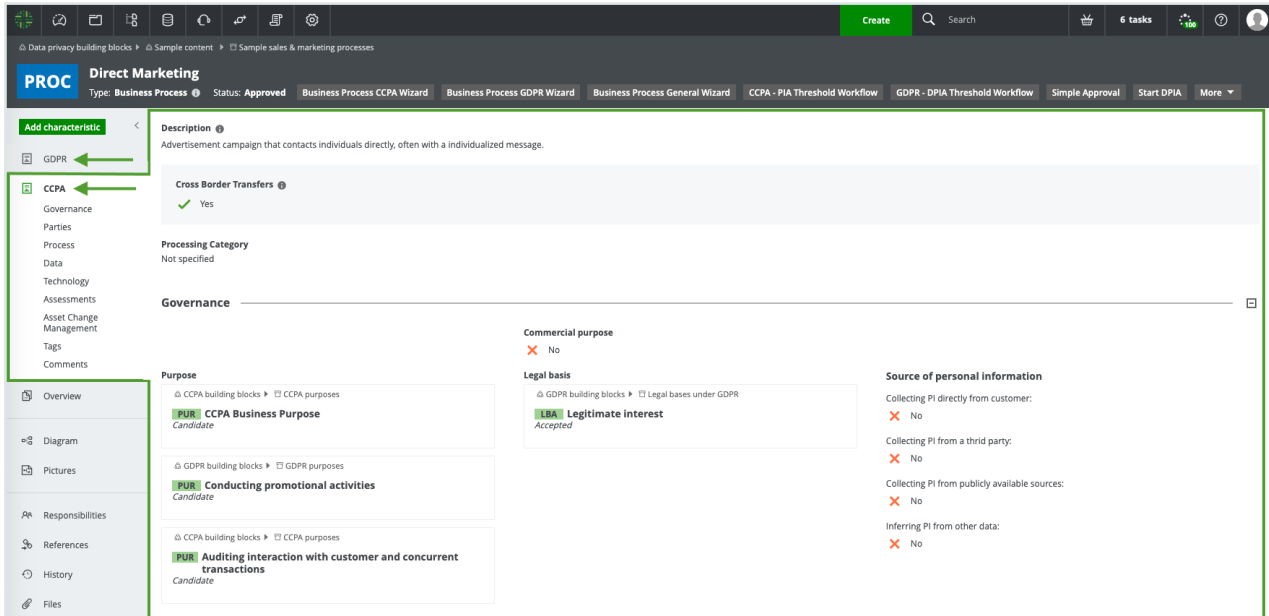 Create
Search
6 tasks
100
Data privacy building blocks
Sample content
Sample sales & marketing processes
PROC
Direct Marketing
Type: Business Process
Status: Approved
Business Process CCPA Wizard
Business Process GDPR Wizard
Business Process General Wizard
CCPA - PIA Threshold Workflow
GDPR - DPIA Threshold Workflow
Simple Approval
Start DPIA
More
Add characteristic
GDPR
CCPA
Governance
Parties
Process
Data
Technology
Assessments
Asset Change
Management
Tags
Comments
Overview
Diagram
Pictures
Responsibilities
References
History
Files
Description
Advertisement campaign that contacts individuals directly, often with a individualized message.
Cross Border Transfers
Yes
Processing Category
Not specified
Governance
Commercial purpose
No
Purpose
CCPA building blocks
CCPA purposes
PUR CCPA Business Purpose
Candidate
GDPR building blocks
GDPR purposes
PUR Conducting promotional activities
Candidate
CCPA building blocks
CCPA purposes
PUR Auditing interaction with customer and concurrent
transactions
Candidate
Legal basis
GDPR building blocks
Legal bases under GDPR
LBA Legitimate interest
Accepted
Source of personal information
Collecting PI directly from customer:
No
Collecting PI from a thrid party:
No
Collecting PI from publicly available sources:
No
Inferring PI from other data:
No